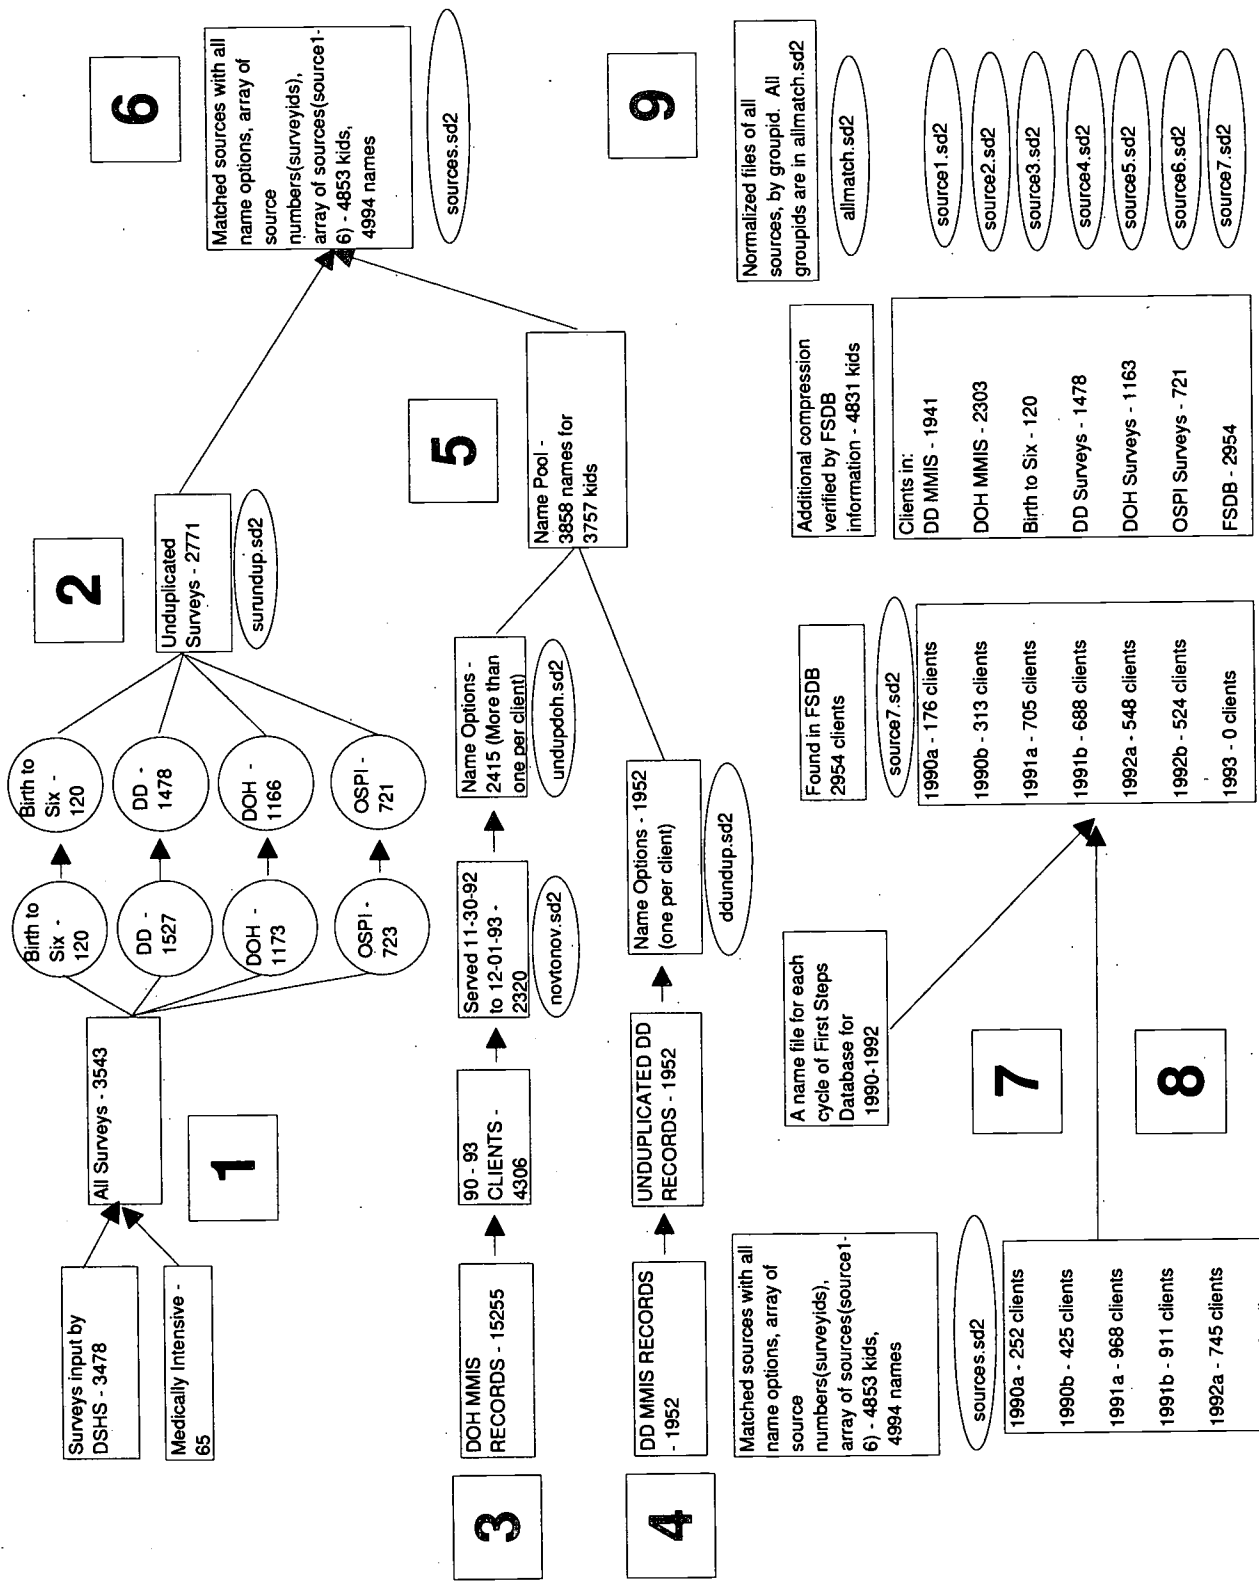 Surveys input by
DSHS - 3478
Medically Intensive -
65
All Surveys - 3543
1
Birth to
Six -
120
DD -
1527
DOH -
1173
OSPI -
723
Birth to
Six -
120
DD -
1478
DOH -
1166
OSPI -
721
2
Unduplicated
Surveys - 2771
surundup.sd2
3
DOH MMIS
RECORDS - 15255
90 - 93
CLIENTS -
4306
Served 11-30-92
to 12-01-93 -
2320
novtonov.sd2
Name Options -
2415 (More than
one per client)
undupdoh.sd2
4
DD MMIS RECORDS
- 1952
UNDUPLICATED DD
RECORDS - 1952
Name Options - 1952
(one per client)
ddundup.sd2
5
Name Pool -
3858 names for
3757 kids
6
Matched sources with all
name options, array of
source
numbers(surveyids),
array of sources(source1-
6) - 4853 kids,
4994 names
sources.sd2
Matched sources with all
name options, array of
source
numbers(surveyids),
array of sources(source1-
6) - 4853 kids,
4994 names
sources.sd2
1990a - 252 clients
1990b - 425 clients
1991a - 968 clients
1991b - 911 clients
1992a - 745 clients
A name file for each
cycle of First Steps
Database for
1990-1992
7
8
Found in FSDB
2954 clients
source7.sd2
1990a - 176 clients
1990b - 313 clients
1991a - 705 clients
1991b - 688 clients
1992a - 548 clients
1992b - 524 clients
1993 - 0 clients
Additional compression
verified by FSDB
information - 4831 kids
Clients in:
DD MMIS - 1941
DOH MMIS - 2303
Birth to Six - 120
DD Surveys - 1478
DOH Surveys - 1163
OSPI Surveys - 721
FSDB - 2954
9
Normalized files of all
sources, by groupid. All
groupids are in allmatch.sd2
allmatch.sd2
source1.sd2
source2.sd2
source3.sd2
source4.sd2
source5.sd2
source6.sd2
source7.sd2